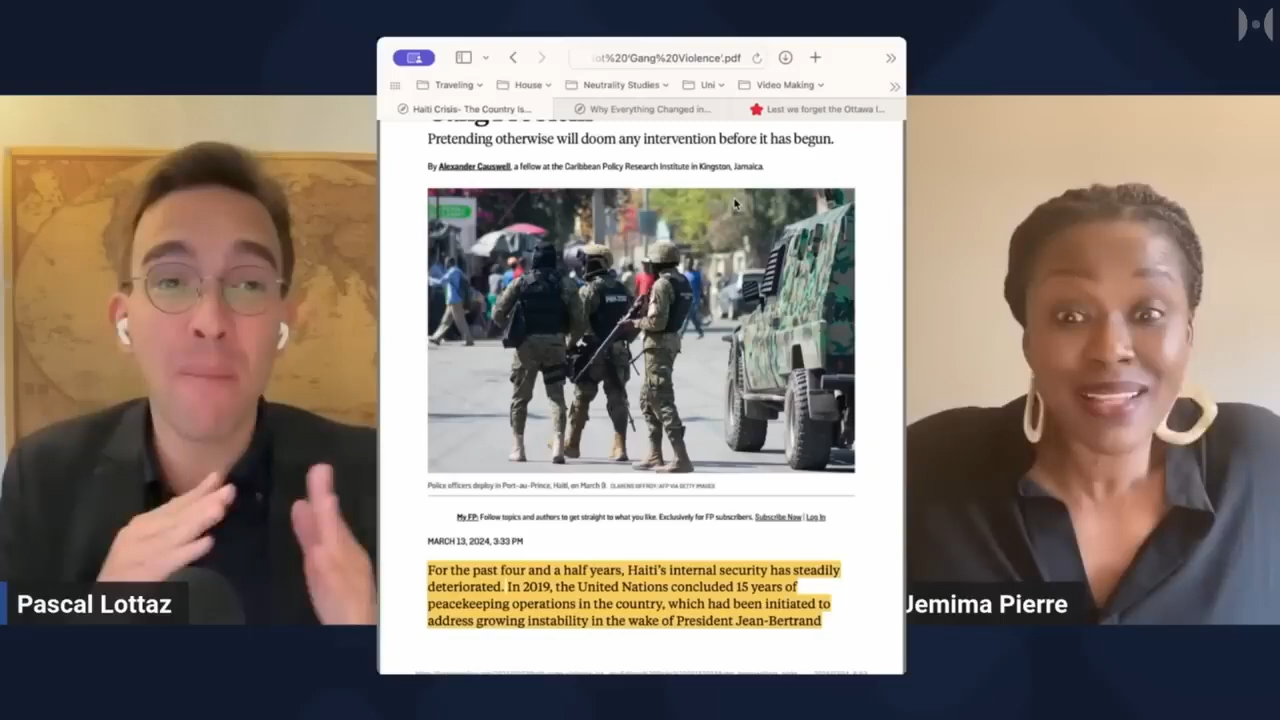 ot%20'Gang%20Violence'.pdf
Traveling House Neutrality Studies Uni Video Making
Haiti Crisis- The Country Is... Why Everything Changed in... Lest we forget the Ottawa I...
Pretending otherwise will doom any intervention before it has begun.
By Alexander Causwell, a fellow at the Caribbean Policy Research Institute in Kingston, Jamaica.
Police officers deploy in Port-au-Prince, Haiti, on March 9.
My FP: Follow topics and authors to get straight to what you like. Exclusively for FP subscribers. Subscribe Now | Log In
MARCH 13, 2024, 3:33 PM
For the past four and a half years, Haiti's internal security has steadily
deteriorated. In 2019, the United Nations concluded 15 years of
peacekeeping operations in the country, which had been initiated to
address growing instability in the wake of President Jean-Bertrand
Pascal Lottaz
Jemima Pierre